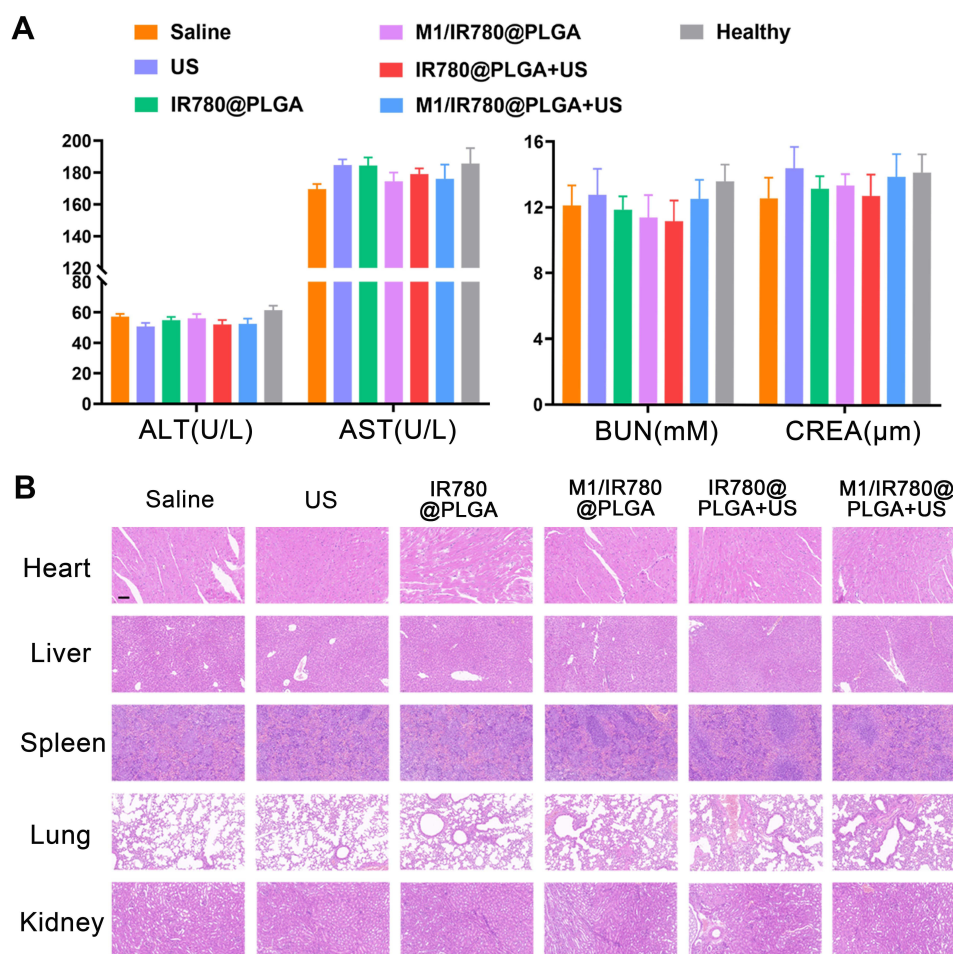 A
Saline
US
IR780@PLGA
M1/IR780@PLGA
IR780@PLGA+US
M1/IR780@PLGA+US
Healthy
200
180
160
140
120
80
60
40
20
0
ALT(U/L)
AST(U/L)
16
12
8
4
0
BUN(mM)
CREA(μm)
B
Saline
US
IR780
@PLGA
M1/IR780
@PLGA
IR780@
PLGA+US
M1/IR780@
PLGA+US
Heart
Liver
Spleen
Lung
Kidney